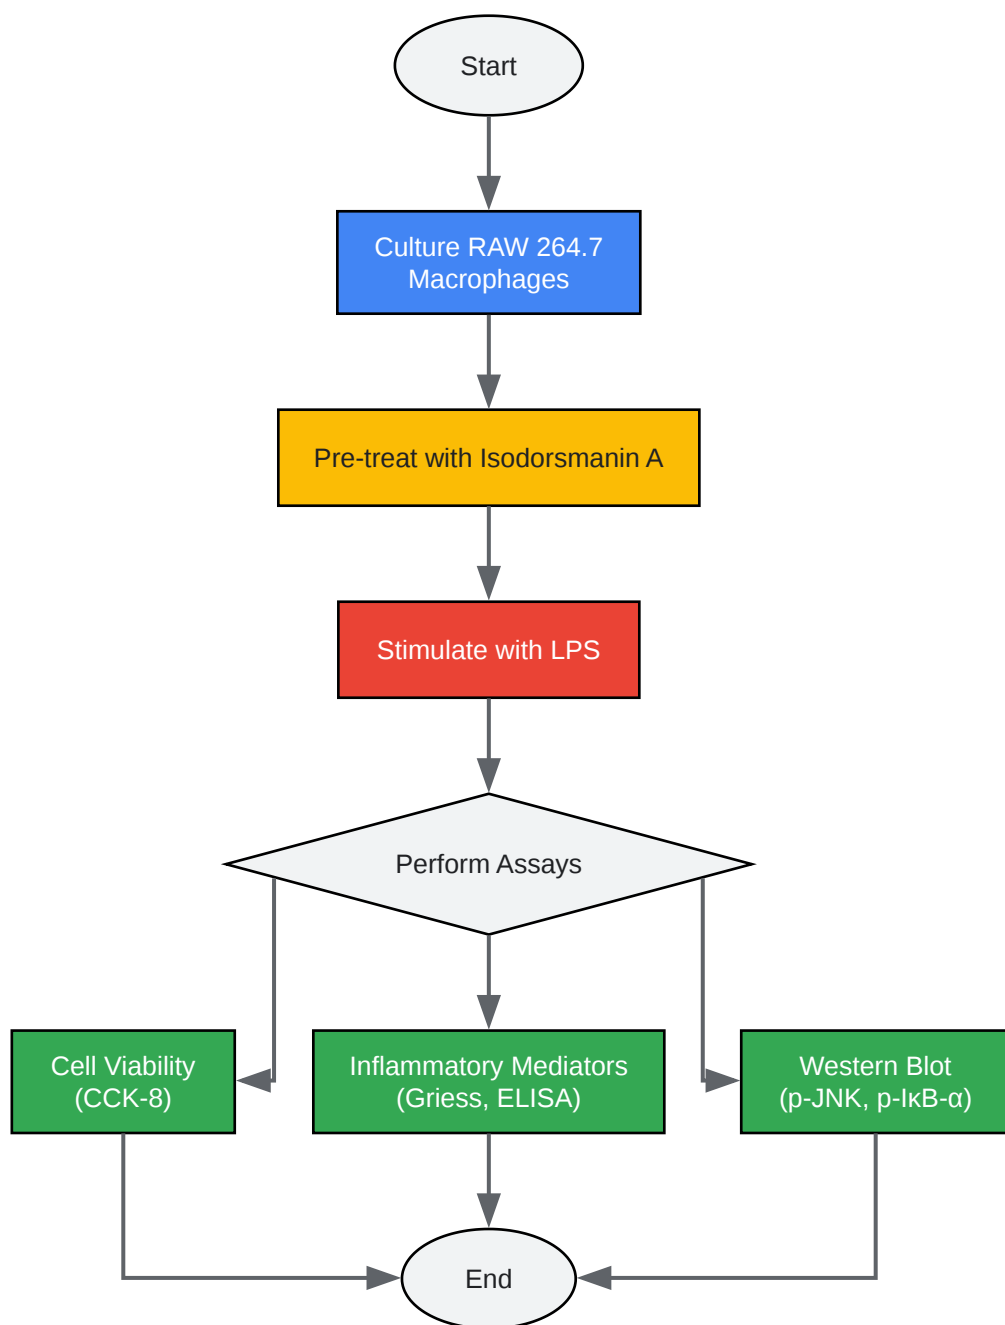 Start
Culture RAW 264.7
Macrophages
Pre-treat with Isodorsmanin A
Stimulate with LPS
Perform Assays
Cell Viability
(CCK-8)
Inflammatory Mediators
(Griess, ELISA)
Western Blot
(p-JNK, p-IκB-α)
End